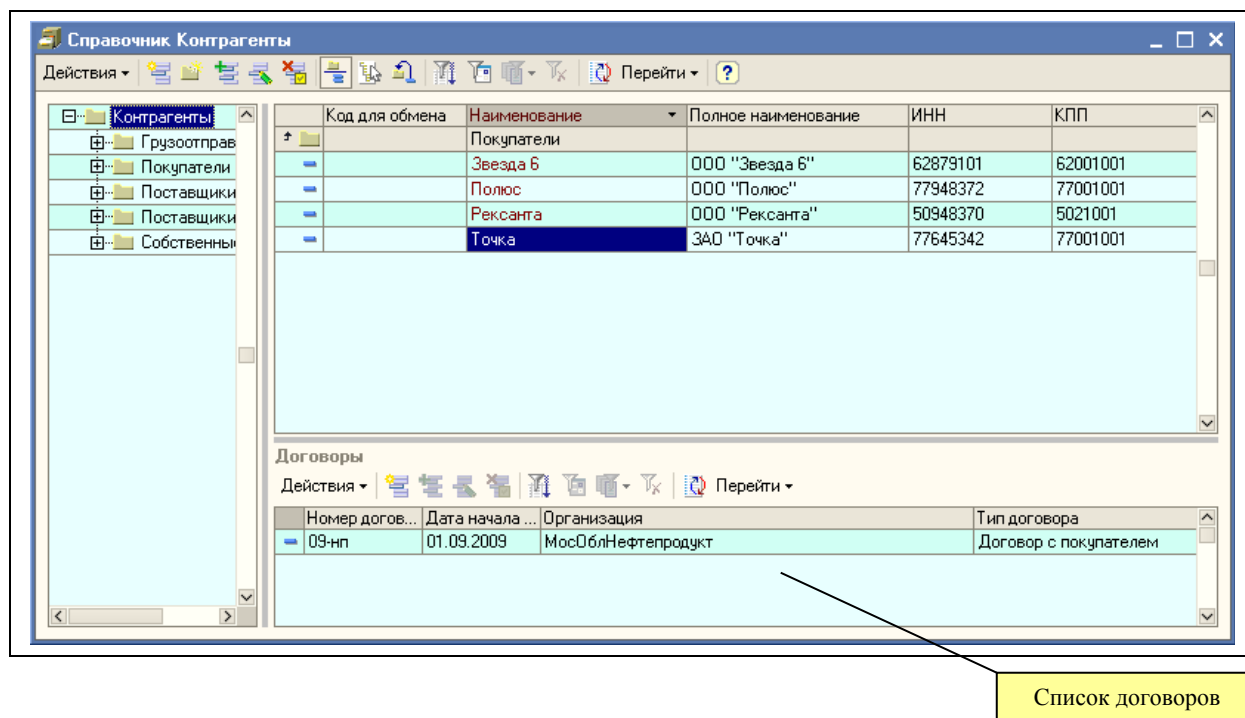 Справочник Контрагенты
Действия Перейти ?
Контрагенты
Грузоотправ
Покупатели
Поставщики
Поставщики
Собственны
Код для обмена Наименование Полное наименование ИНН КПП
Покупатели
Звезда 6 ООО "Звезда 6" 62879101 62001001
Полюс ООО "Полюс" 77948372 77001001
Рексанта ООО "Рексанта" 50948370 5021001
Точка ЗАО "Точка" 77645342 77001001
Договоры
Действия Перейти
Номер догов... Дата начала ... Организация Тип договора
09-нп 01.09.2009 МосОблНефтепродукт Договор с покупателем
Список договоров